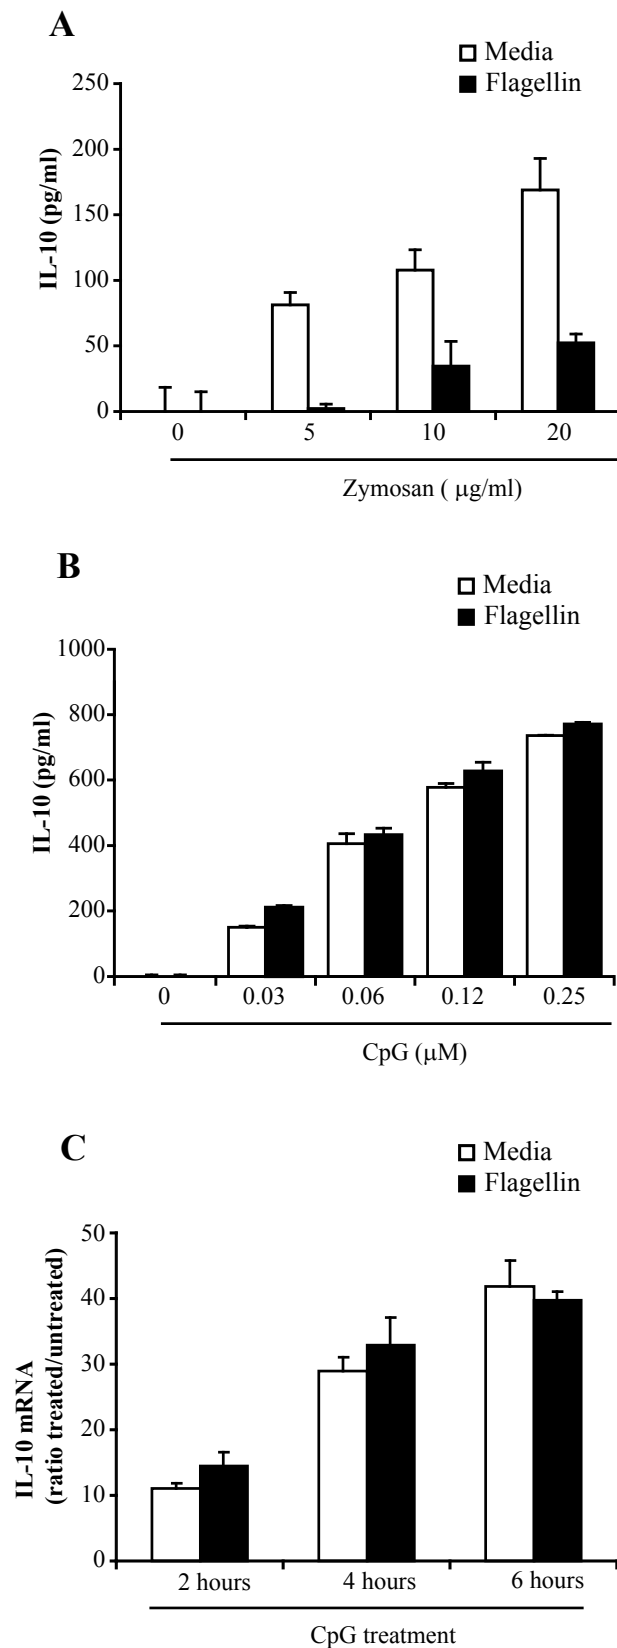 A
Media
Flagellin
250
200
150
100
50
0
IL-10 (pg/ml)
0 5 10 20
Zymosan ( μg/ml)
B
Media
Flagellin
1000
800
600
400
200
0
IL-10 (pg/ml)
0 0.03 0.06 0.12 0.25
CpG (μM)
C
Media
Flagellin
50
40
30
20
10
0
IL-10 mRNA
(ratio treated/untreated)
2 hours 4 hours 6 hours
CpG treatment